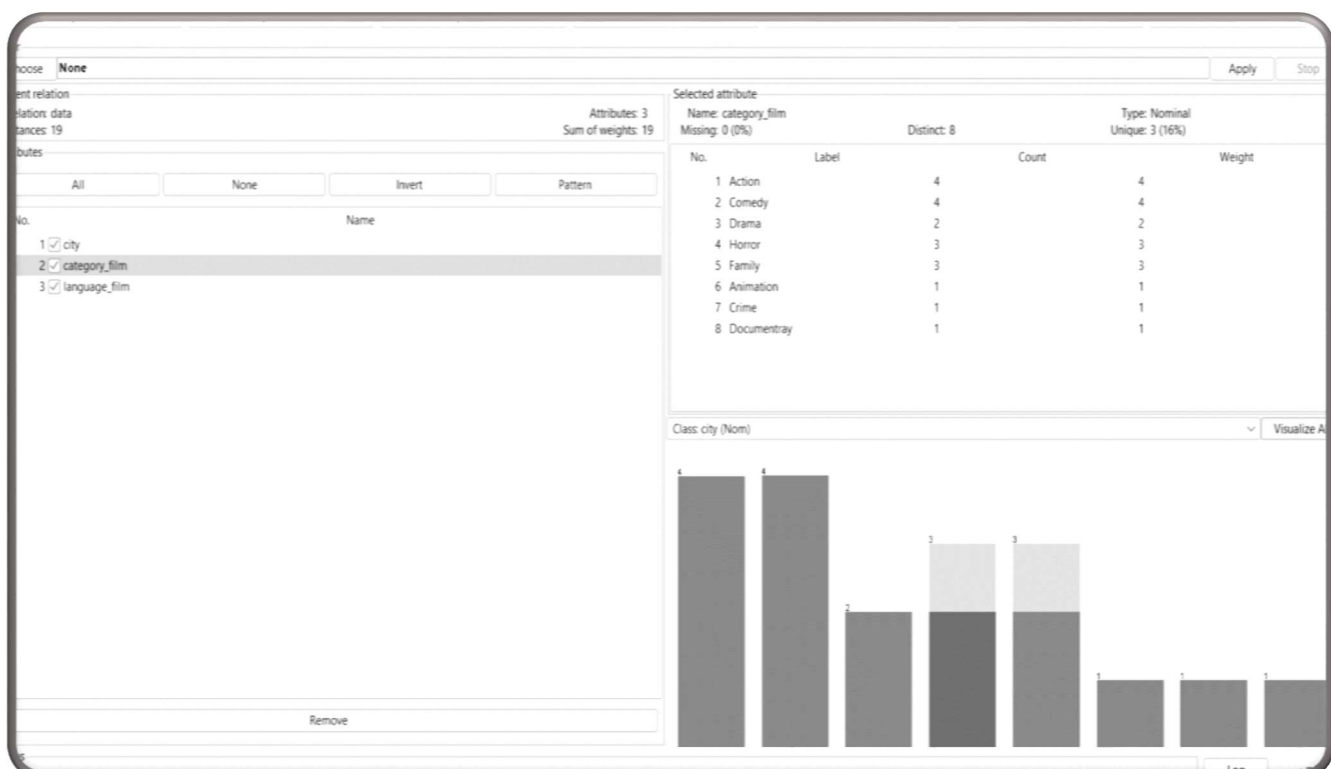 hoose None Apply Stop
ent relation
elation: data Attributes: 3
tances: 19 Sum of weights: 19
butes
All None Invert Pattern
No. Name
1 city
2 category_film
3 language_film
Remove
Selected attribute
Name: category_film Type: Nominal
Missing: 0 (0%) Distinct: 8 Unique: 3 (16%)
No. Label Count Weight
1 Action 4 4
2 Comedy 4 4
3 Drama 2 2
4 Horror 3 3
5 Family 3 3
6 Animation 1 1
7 Crime 1 1
8 Documentray 1 1
Class: city (Nom) Visualize A
4 4 2 3 3 1 1 1
Log